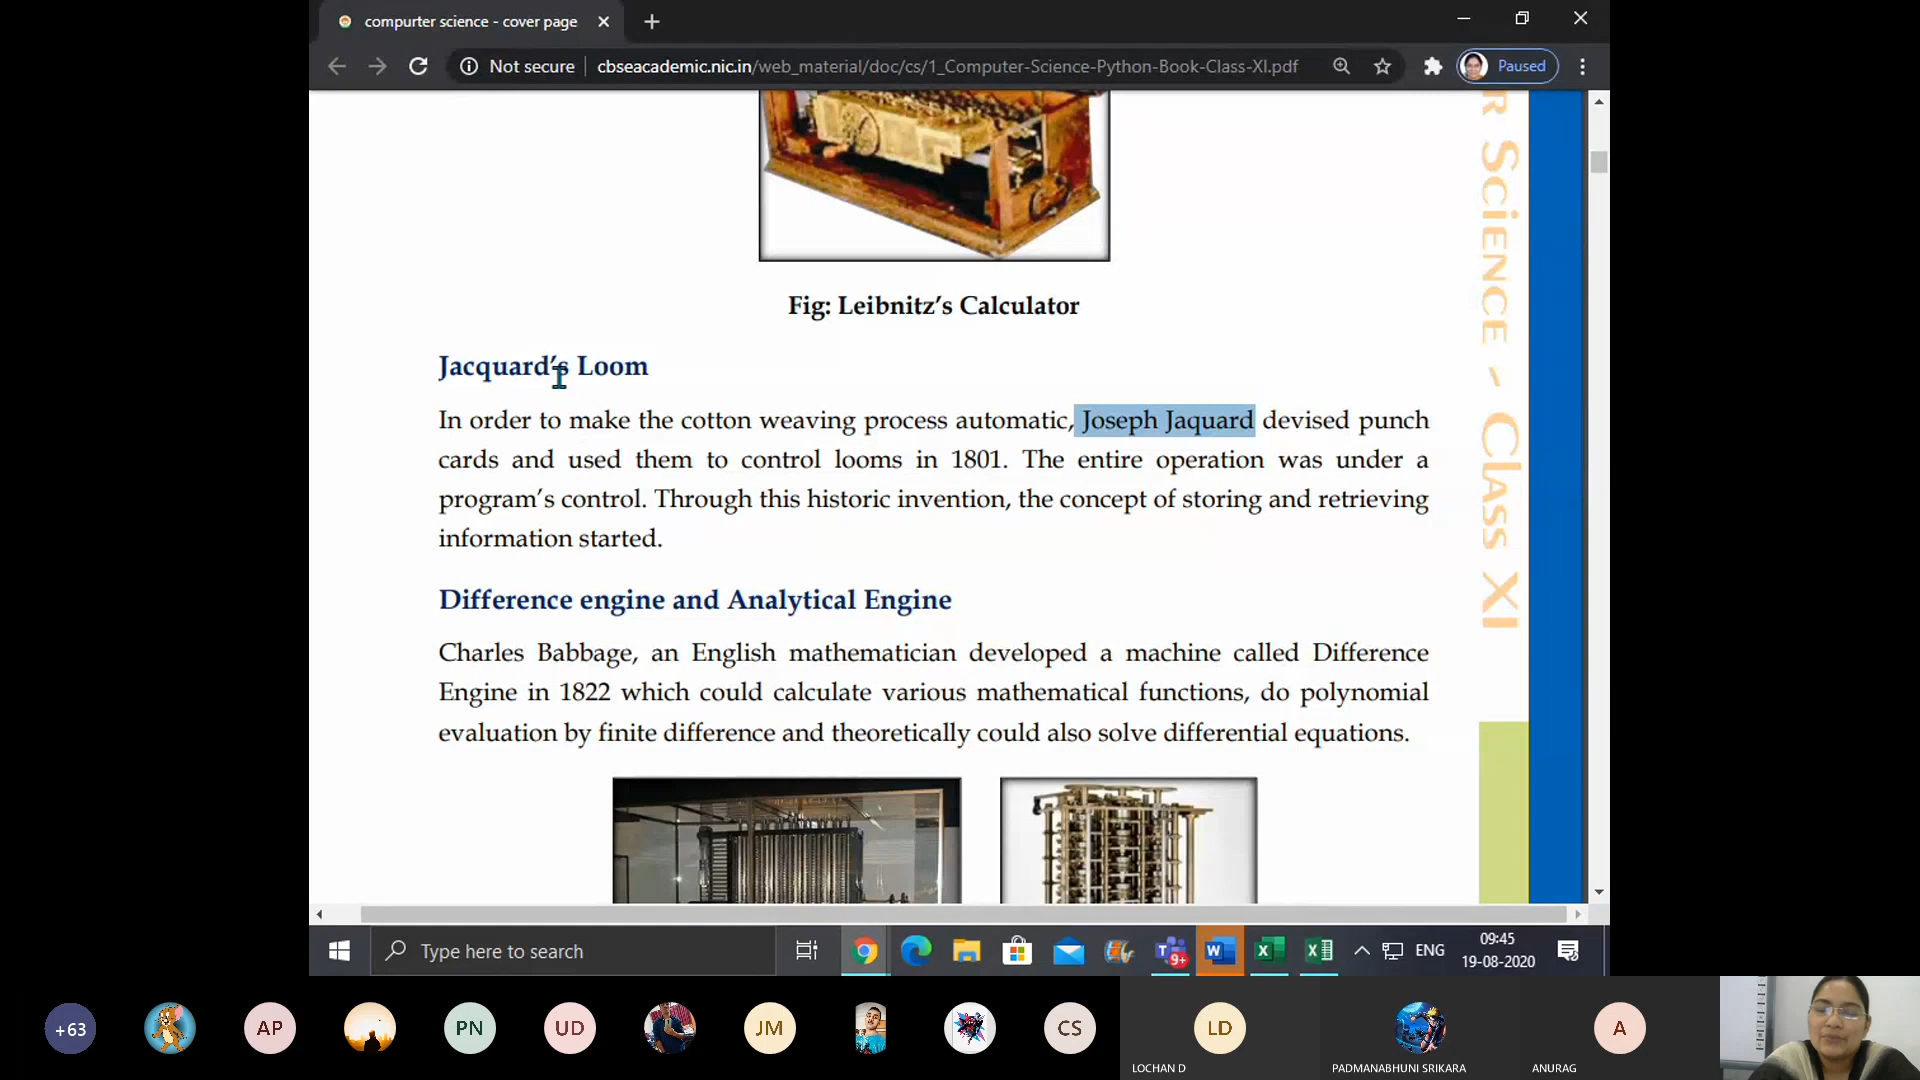 compurter science - cover page
Not secure
cbseacademic.nic.in/web_material/doc/cs/1_Computer-Science-Python-Book-Class-XI.pdf
Paused
Fig: Leibnitz's Calculator
Jacquard's Loom
In order to make the cotton weaving process automatic, Joseph Jaquard devised punch
cards and used them to control looms in 1801. The entire operation was under a
program's control. Through this historic invention, the concept of storing and retrieving
information started.
Difference engine and Analytical Engine
Charles Babbage, an English mathematician developed a machine called Difference
Engine in 1822 which could calculate various mathematical functions, do polynomial
evaluation by finite difference and theoretically could also solve differential equations.
R Science - Class XI
Type here to search
9+
ENG
09:45
19-08-2020
+63
AP
PN
UD
JM
CS
LD
A
LOCHAN D
PADMANABHUNI SRIKARA
ANURAG